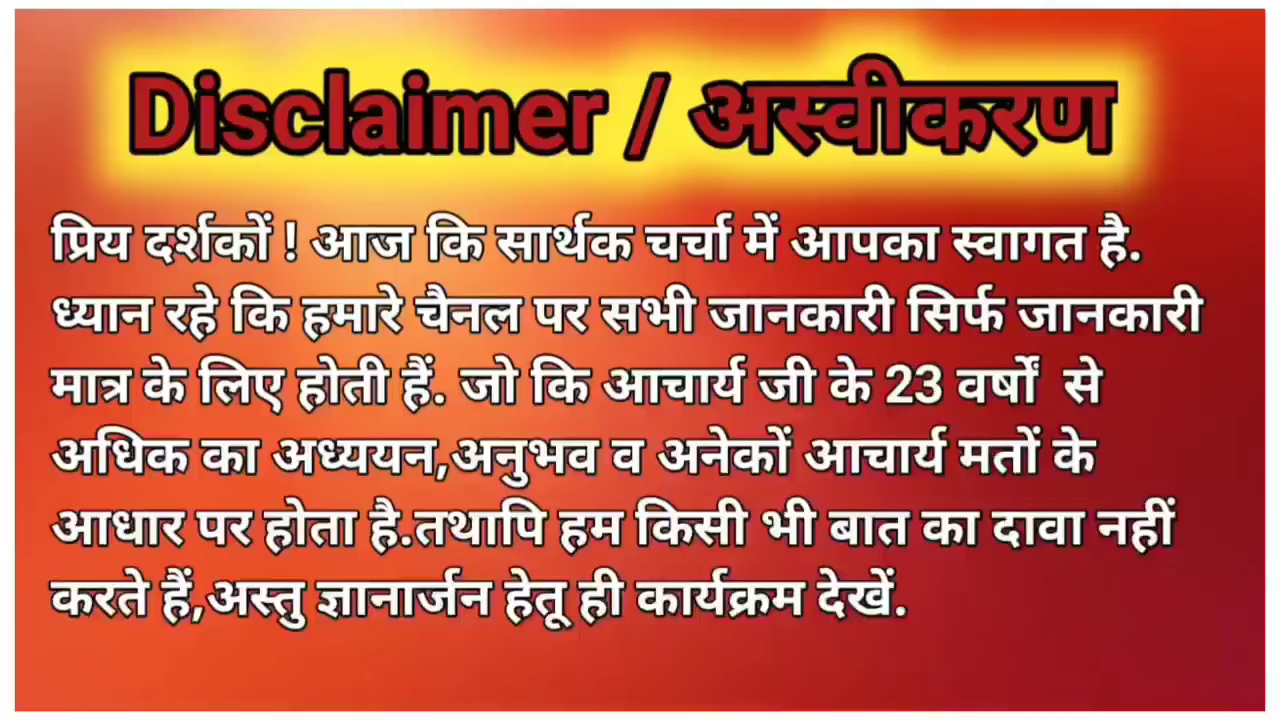 Disclaimer / अस्वीकरण
प्रिय दर्शकों ! आज कि सार्थक चर्चा में आपका स्वागत है.
ध्यान रहे कि हमारे चैनल पर सभी जानकारी सिर्फ जानकारी
मात्र के लिए होती हैं. जो कि आचार्य जी के 23 वर्षों से
अधिक का अध्ययन,अनुभव व अनेकों आचार्य मतों के
आधार पर होता है.तथापि हम किसी भी बात का दावा नहीं
करते हैं,अस्तु ज्ञानार्जन हेतू ही कार्यक्रम देखें.